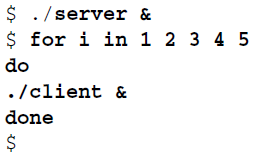 $ ./server &
$ for i in 1 2 3 4 5
do
./client &
done
$